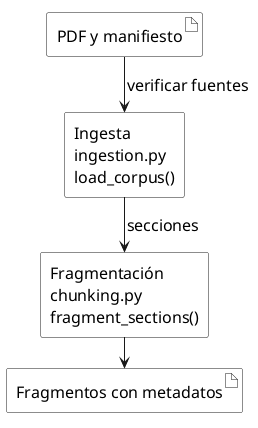 PDF y manifiesto
verificar fuentes
Ingesta
ingestion.py
load_corpus()
secciones
Fragmentación
chunking.py
fragment_sections()
Fragmentos con metadatos